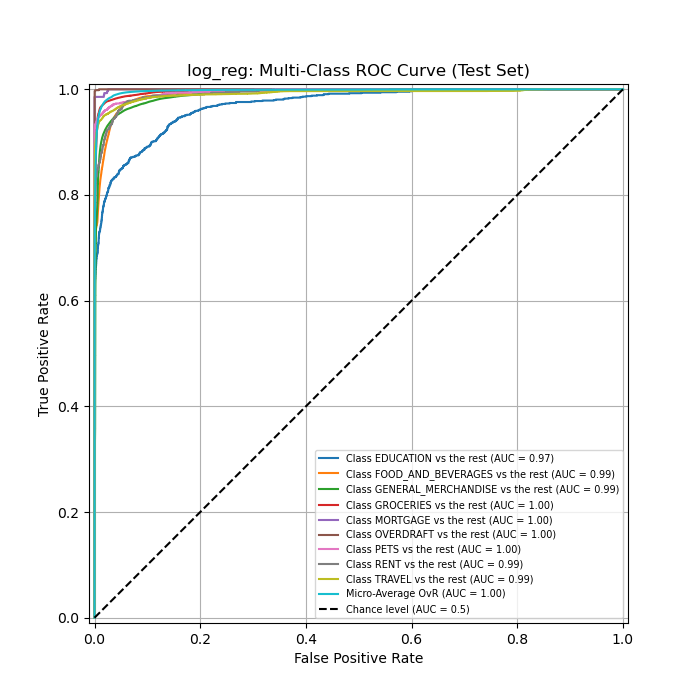 log_reg: Multi-Class ROC Curve (Test Set)
1.0
0.8
0.6
0.4
0.2
0.0
True Positive Rate
Class EDUCATION vs the rest (AUC = 0.97)
Class FOOD_AND_BEVERAGES vs the rest (AUC = 0.99)
Class GENERAL_MERCHANDISE vs the rest (AUC = 0.99)
Class GROCERIES vs the rest (AUC = 1.00)
Class MORTGAGE vs the rest (AUC = 1.00)
Class OVERDRAFT vs the rest (AUC = 1.00)
Class PETS vs the rest (AUC = 1.00)
Class RENT vs the rest (AUC = 0.99)
Class TRAVEL vs the rest (AUC = 0.99)
Micro-Average OvR (AUC = 1.00)
Chance level (AUC = 0.5)
0.0 0.2 0.4 0.6 0.8 1.0
False Positive Rate